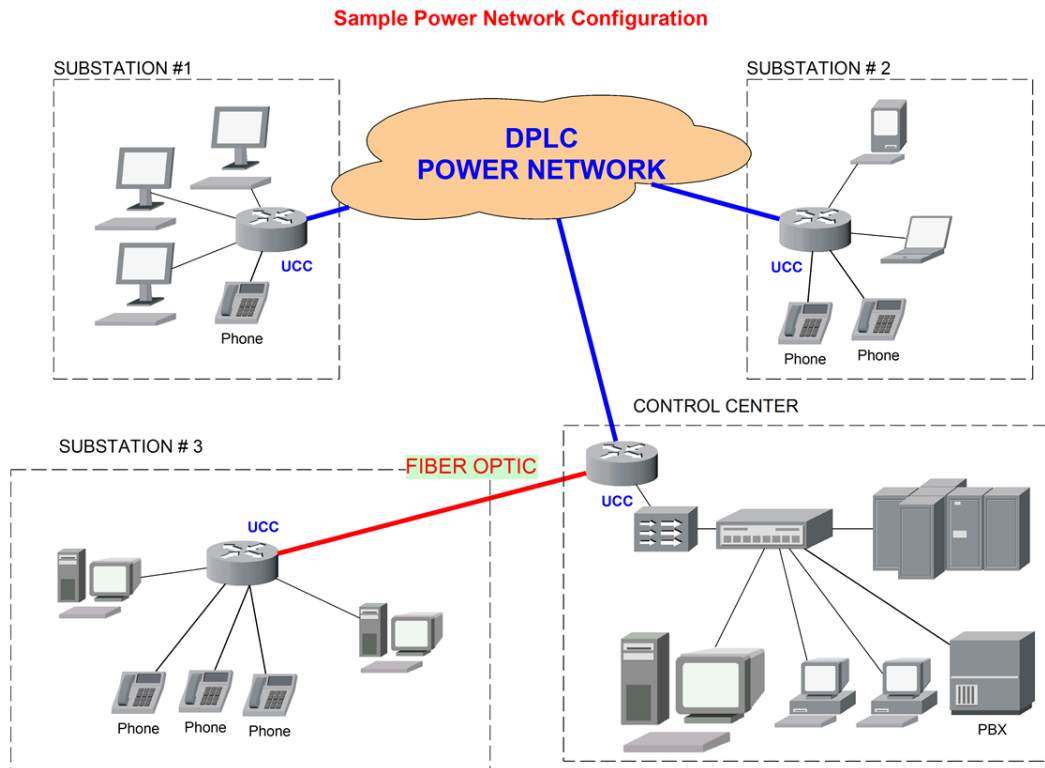 Sample Power Network Configuration
SUBSTATION #1
SUBSTATION # 2
DPLC
POWER NETWORK
UCC
UCC
Phone
Phone
Phone
CONTROL CENTER
SUBSTATION # 3
FIBER OPTIC
UCC
UCC
Phone
Phone
Phone
PBX